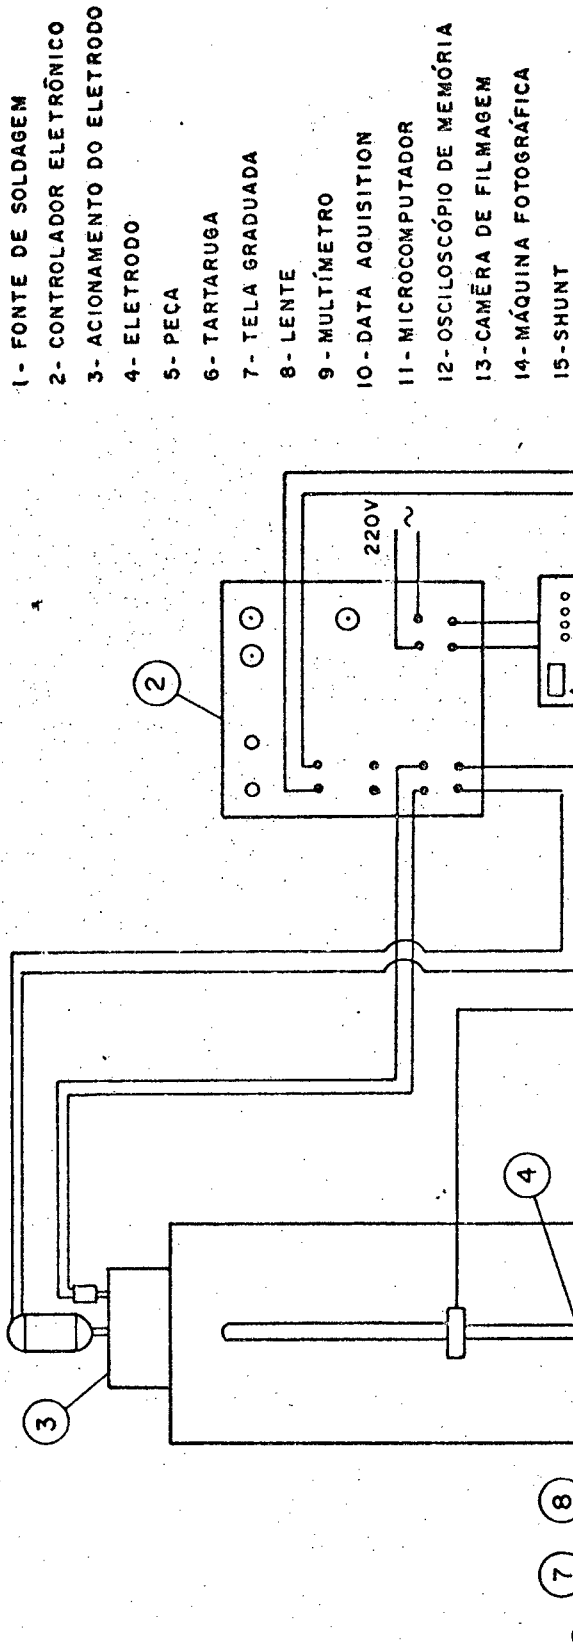 1- FONTE DE SOLDAGEM
2- CONTROLADOR ELETRÔNICO
3- ACIONAMENTO DO ELETRODO
4- ELETRODO
5- PEÇA
6- TARTARUGA
7- TELA GRADUADA
8- LENTE
9- MULTÍMETRO
10- DATA AQUISITION
11- MICROCOMPUTADOR
12- OSCILOSCÓPIO DE MEMÓRIA
13- CAMÊRA DE FILMAGEM
14- MÁQUINA FOTOGRÁFICA
15- SHUNT
2
220V
~
3
4
7
8